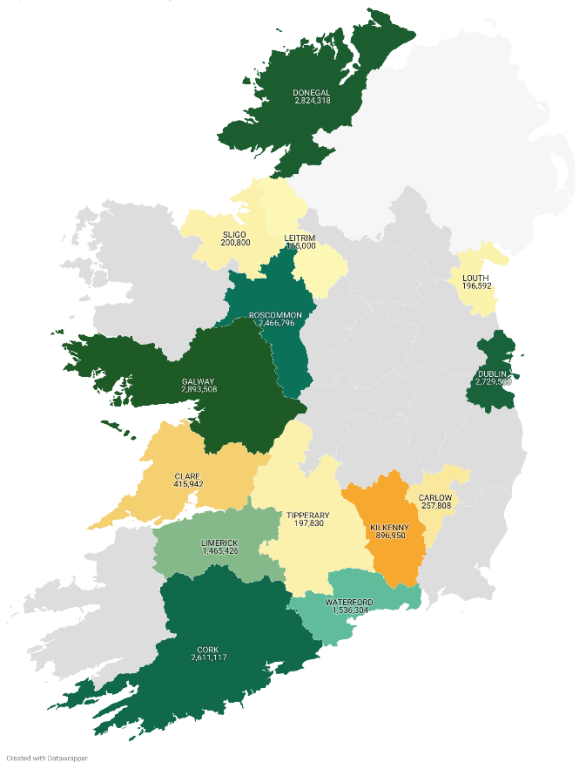 DONEGAL
2,824,318
SLIGO
200,800
LEITRIM
165,000
LOUTH
196,592
ROSCOMMON
2,466,796
DUBLIN
GALWAY
2,893,508
CLARE
415,942
CARLOW
257,808
TIPPERARY
197,830
KILKENNY
896,950
LIMERICK
1,465,426
WATERFORD
1,536,304
CORK
2,611,117
Created with Datawrapper